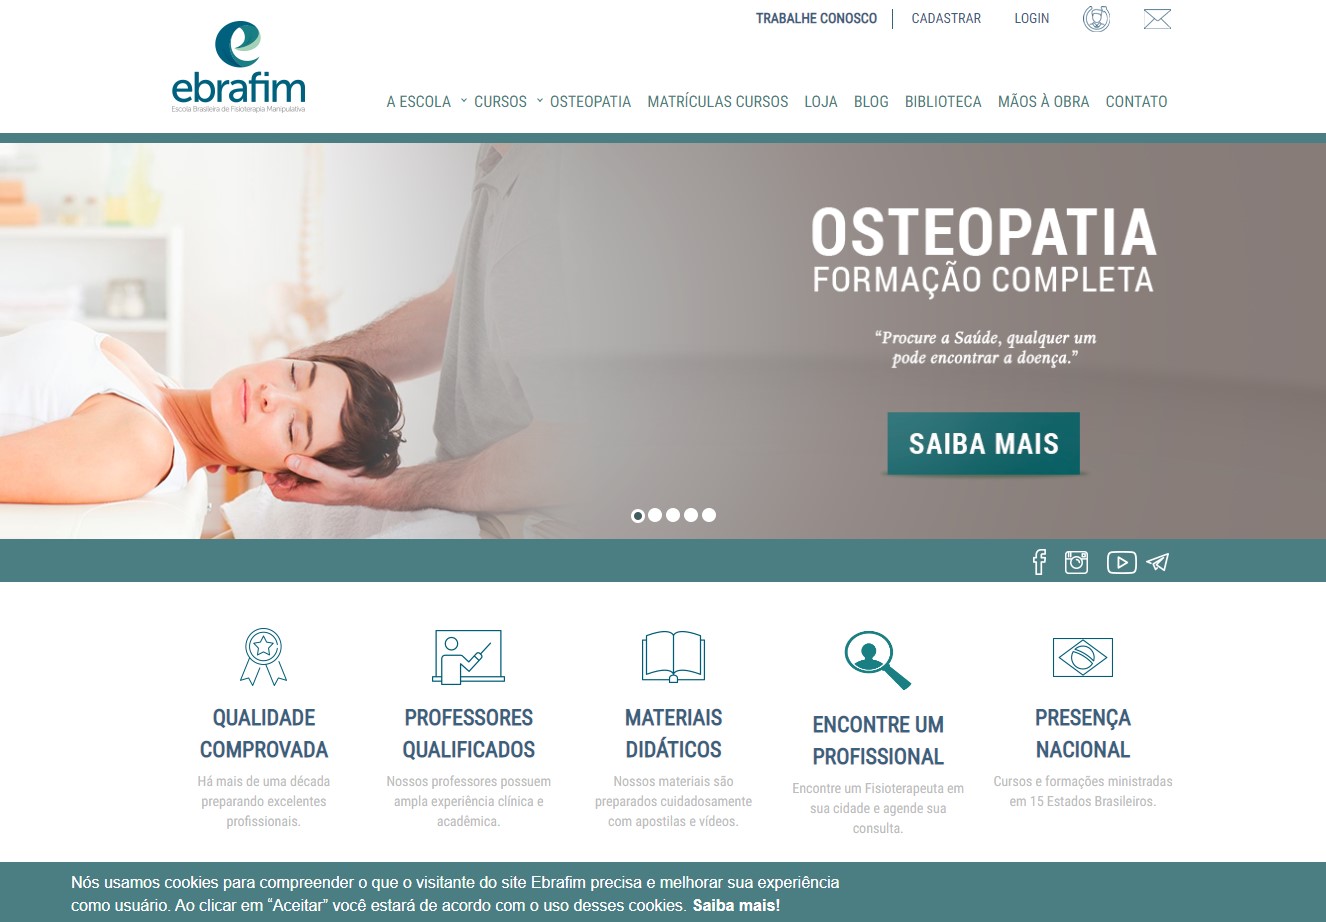 TRABALHE CONOSCO
CADASTRAR
LOGIN
ebrafim
Escola Brasileira de Fisioterapia Manipulativa
A ESCOLA
CURSOS
OSTEOPATIA
MATRÍCULAS CURSOS
LOJA
BLOG
BIBLIOTECA
MÃOS À OBRA
CONTATO
OSTEOPATIA
FORMAÇÃO COMPLETA
“Procure a Saúde, qualquer um
pode encontrar a doença.”
SAIBA MAIS
QUALIDADE
COMPROVADA
Há mais de uma década
preparando excelentes
profissionais.
PROFESSORES
QUALIFICADOS
Nossos professores possuem
ampla experiência clínica e
acadêmica.
MATERIAIS
DIDÁTICOS
Nossos materiais são
preparados cuidadosamente
com apostilas e vídeos.
ENCONTRE UM
PROFISSIONAL
Encontre um Fisioterapeuta em
sua cidade e agende sua
consulta.
PRESENÇA
NACIONAL
Cursos e formações ministradas
em 15 Estados Brasileiros.
Nós usamos cookies para compreender o que o visitante do site Ebrafim precisa e melhorar sua experiência
como usuário. Ao clicar em “Aceitar” você estará de acordo com o uso desses cookies. Saiba mais!